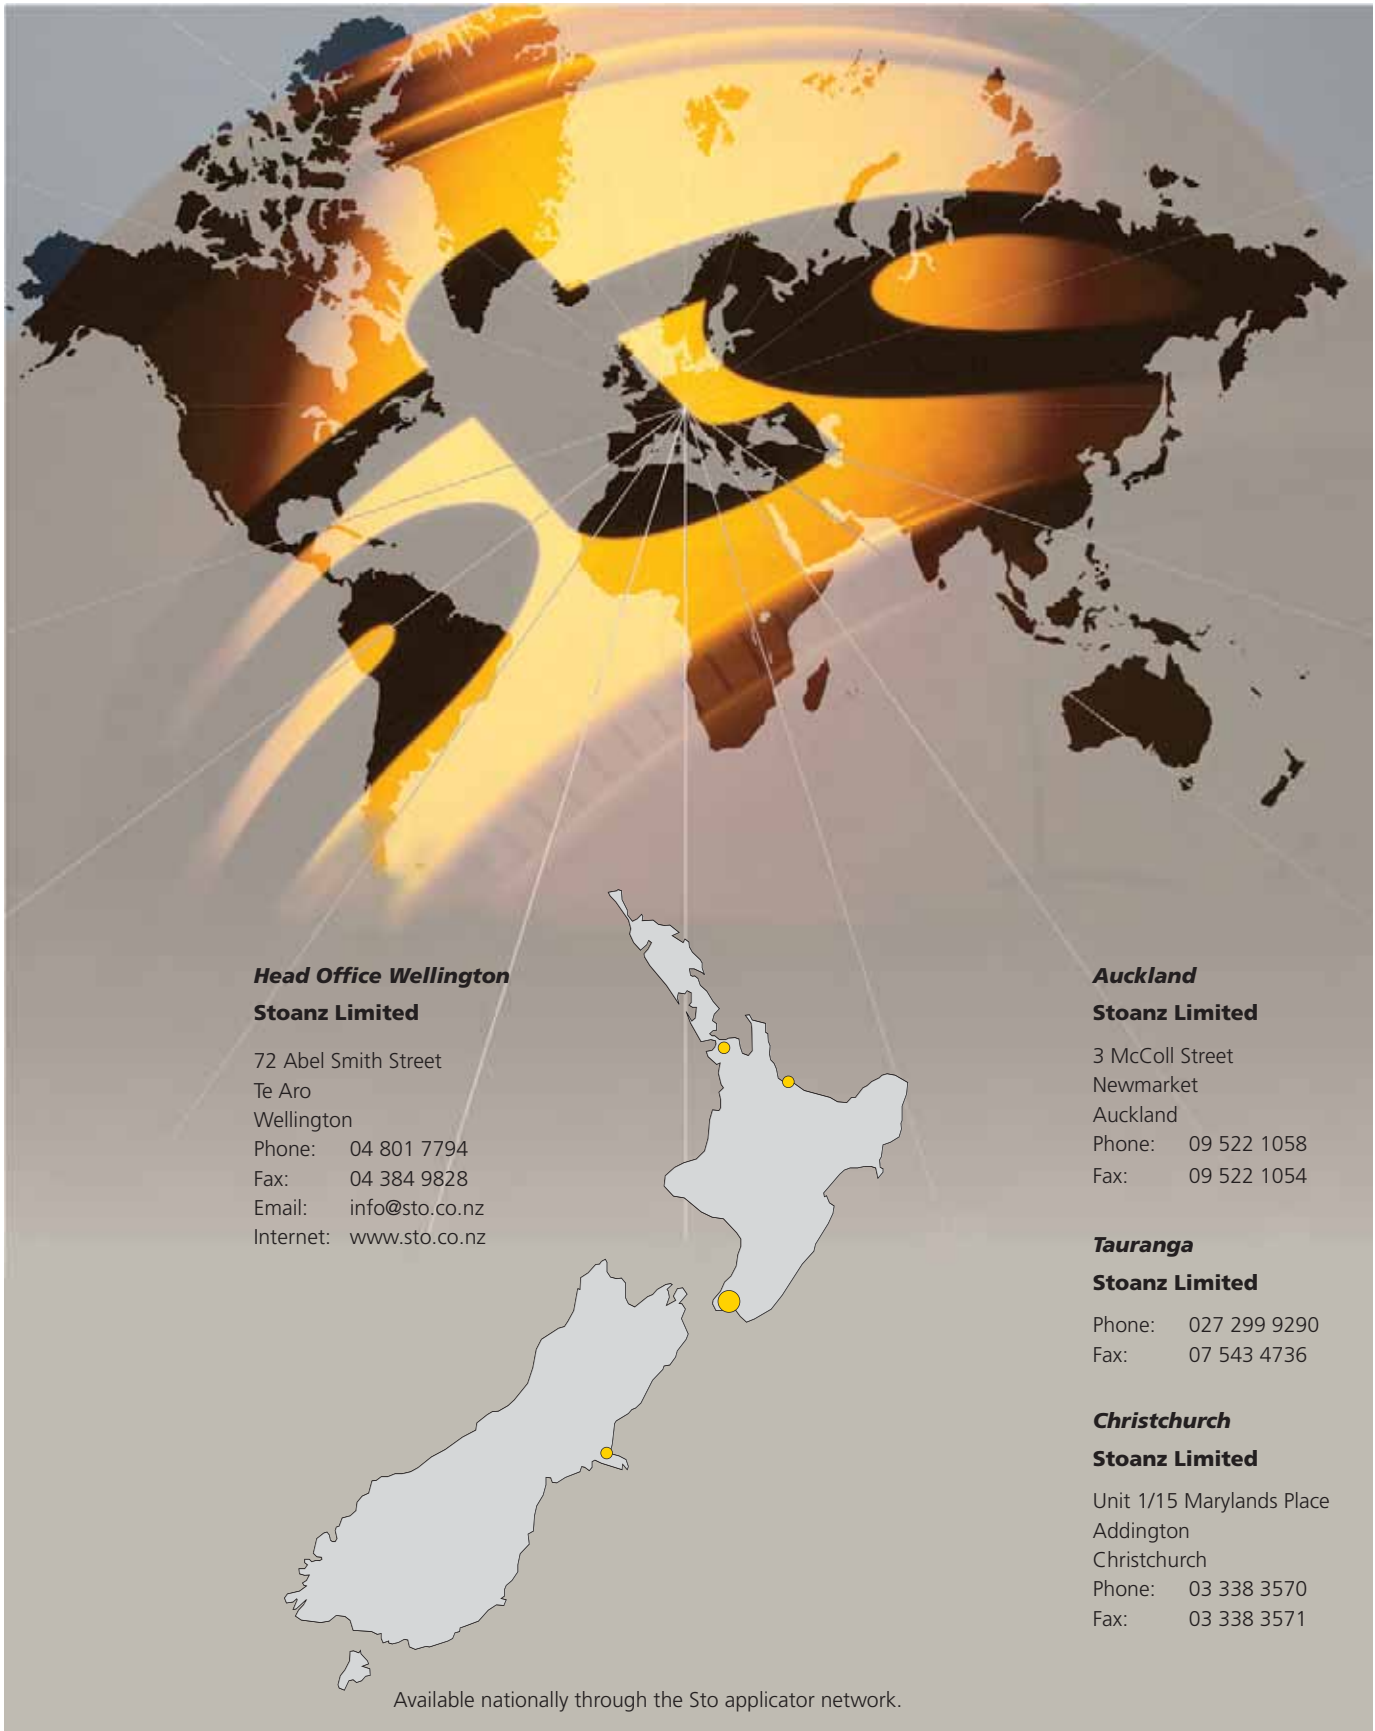 Head Office Wellington
Stoanz Limited
72 Abel Smith Street
Te Aro
Wellington
Phone: 04 801 7794
Fax: 04 384 9828
Email: info@sto.co.nz
Internet: www.sto.co.nz
Auckland
Stoanz Limited
3 McColl Street
Newmarket
Auckland
Phone: 09 522 1058
Fax: 09 522 1054
Tauranga
Stoanz Limited
Phone: 027 299 9290
Fax: 07 543 4736
Christchurch
Stoanz Limited
Unit 1/15 Marylands Place
Addington
Christchurch
Phone: 03 338 3570
Fax: 03 338 3571
Available nationally through the Sto applicator network.